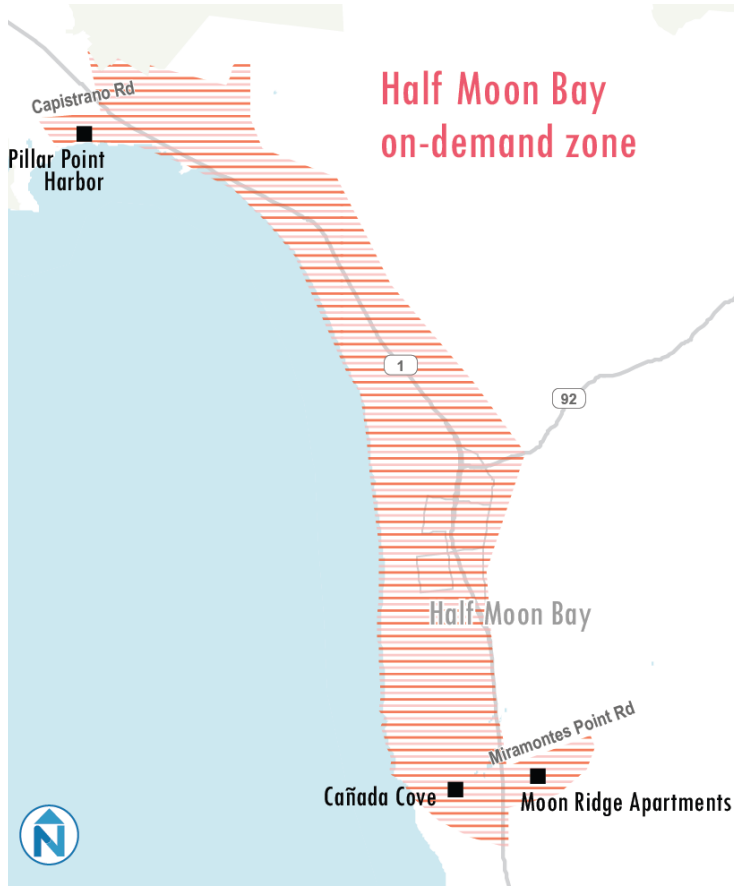 Half Moon Bay
on-demand zone
Capistrano Rd
Pillar Point
Harbor
1
92
Half Moon Bay
Miramontes Point Rd
Cañada Cove
Moon Ridge Apartments
N